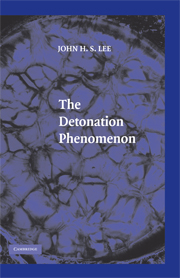 JOHN H. S. LEE
The
Detonation
Phenomenon
CAMBRIDGE